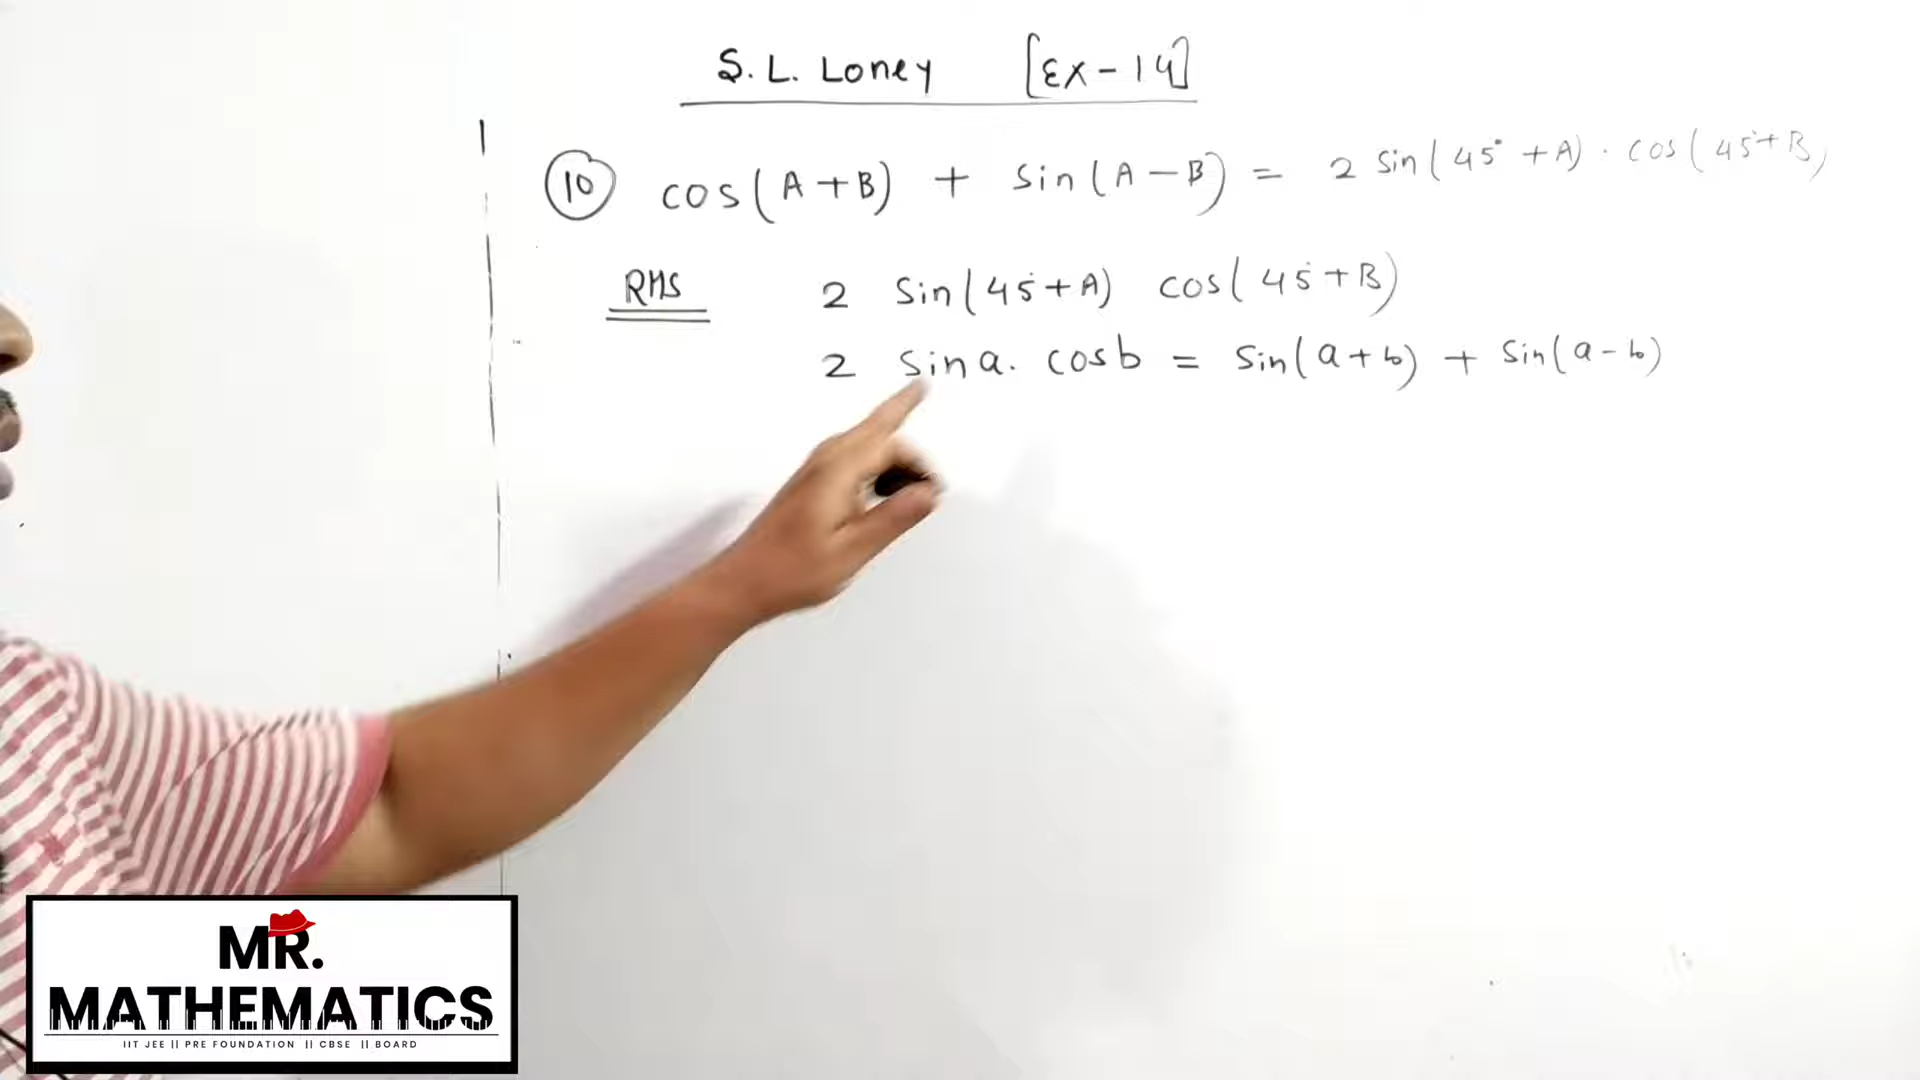 S. L. Loney [Ex-14]
10 cos(A+B) + sin(A-B) = 2 sin(45° +A) . cos(45°+B)
RHS 2 sin(45°+A) cos(45°+B)
2 sin a. cos b = sin(a+b) + sin(a-b)
MR.
MATHEMATICS
IIT JEE || PRE FOUNDATION || CBSE || BOARD